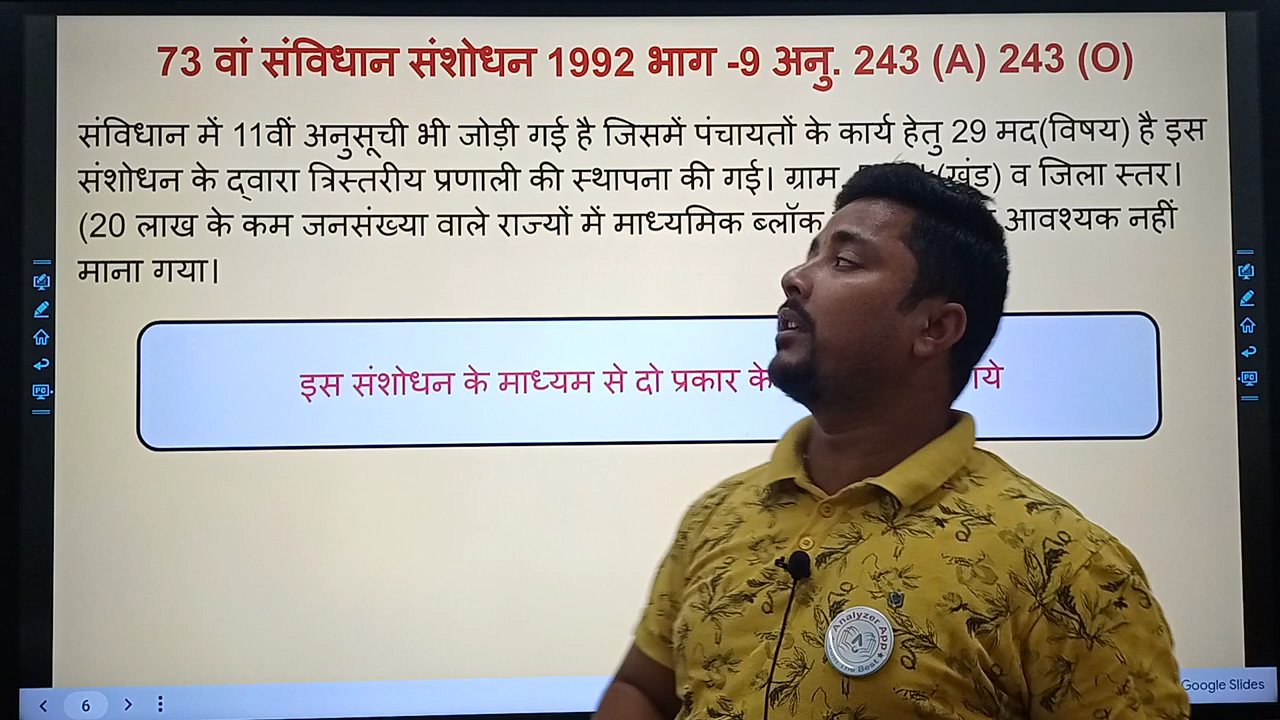 73 वां संविधान संशोधन 1992 भाग -9 अनु. 243 (A) 243 (O)
संविधान में 11वीं अनुसूची भी जोड़ी गई है जिसमें पंचायतों के कार्य हेतु 29 मद(विषय) है इस
संशोधन के द्वारा त्रिस्तरीय प्रणाली की स्थापना की गई। ग्राम, (खंड) व जिला स्तर।
(20 लाख के कम जनसंख्या वाले राज्यों में माध्यमिक ब्लॉक आवश्यक नहीं
माना गया।
इस संशोधन के माध्यम से दो प्रकार के
Analyzer App
the Best
6
Google Slides